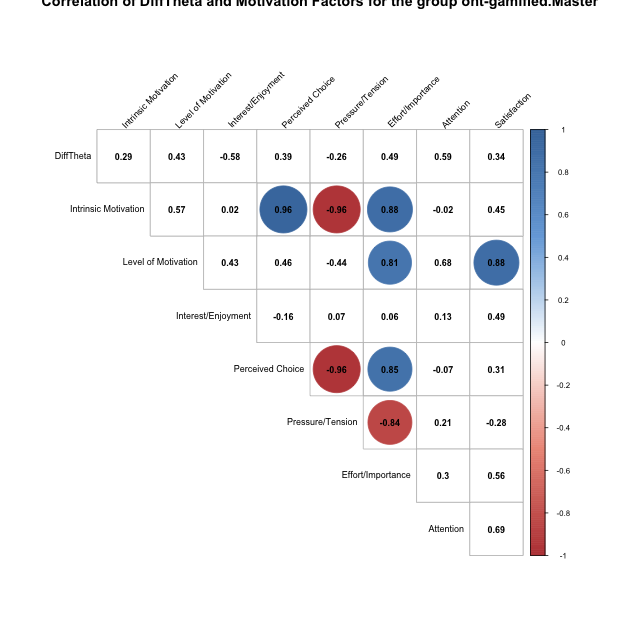 Correlation of DiffTheta and Motivation Factors for the group ont-gamified.Master
Intrinsic Motivation
Level of Motivation
Interest/Enjoyment
Perceived Choice
Pressure/Tension
Effort/Importance
Attention
Satisfaction
DiffTheta 0.29 0.43 -0.58 0.39 -0.26 0.49 0.59 0.34
Intrinsic Motivation 0.57 0.02 0.96 -0.96 0.88 -0.02 0.45
Level of Motivation 0.43 0.46 -0.44 0.81 0.68 0.88
Interest/Enjoyment -0.16 0.07 0.06 0.13 0.49
Perceived Choice -0.96 0.85 -0.07 0.31
Pressure/Tension -0.84 0.21 -0.28
Effort/Importance 0.3 0.56
Attention 0.69
1
0.8
0.6
0.4
0.2
0
-0.2
-0.4
-0.6
-0.8
-1